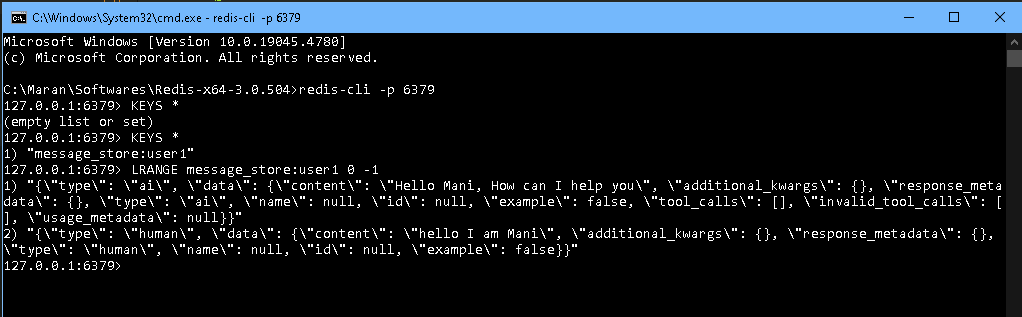 C:\Windows\System32\cmd.exe - redis-cli -p 6379
Microsoft Windows [Version 10.0.19045.4780]
(c) Microsoft Corporation. All rights reserved.
C:\Maran\Softwares\Redis-x64-3.0.504>redis-cli -p 6379
127.0.0.1:6379> KEYS *
(empty list or set)
127.0.0.1:6379> KEYS *
1) "message_store:user1"
127.0.0.1:6379> LRANGE message_store:user1 0 -1
1) "{\"type\": \"ai\", \"data\": {\"content\": \"Hello Mani, How can I help you\", \"additional_kwargs\": {}, \"response_meta
data\": {}, \"type\": \"ai\", \"name\": null, \"id\": null, \"example\": false, \"tool_calls\": [], \"invalid_tool_calls\": [
], \"usage_metadata\": null}}"
2) "{\"type\": \"human\", \"data\": {\"content\": \"hello I am Mani\", \"additional_kwargs\": {}, \"response_metadata\": {},
\"type\": \"human\", \"name\": null, \"id\": null, \"example\": false}}"
127.0.0.1:6379>